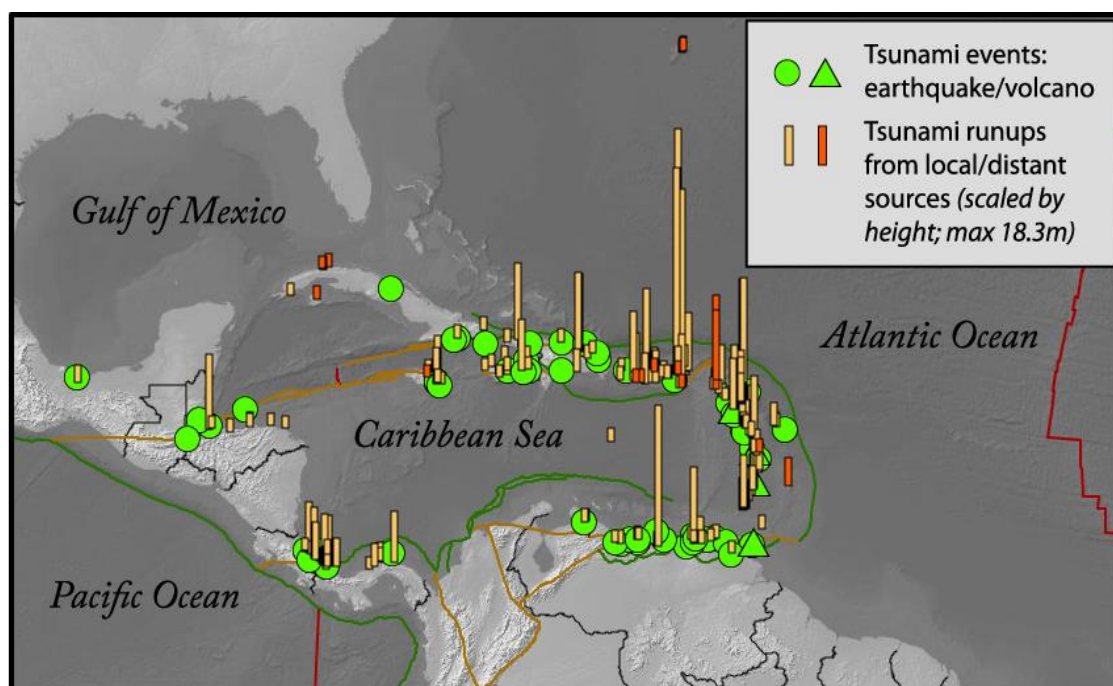 Tsunami events:
earthquake/volcano
Tsunami runups
from local/distant
sources (scaled by
height; max 18.3m)
Gulf of Mexico
Atlantic Ocean
Caribbean Sea
Pacific Ocean